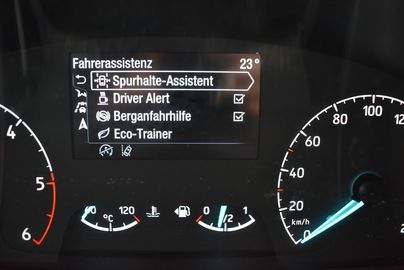 Fahrerassistenz 23°
Spurhalte-Assistent
Driver Alert
Berganfahrhilfe
Eco-Trainer
4
5
6
60 °C 120
1/2 1
0
20
40
60
80
100
120
km/h